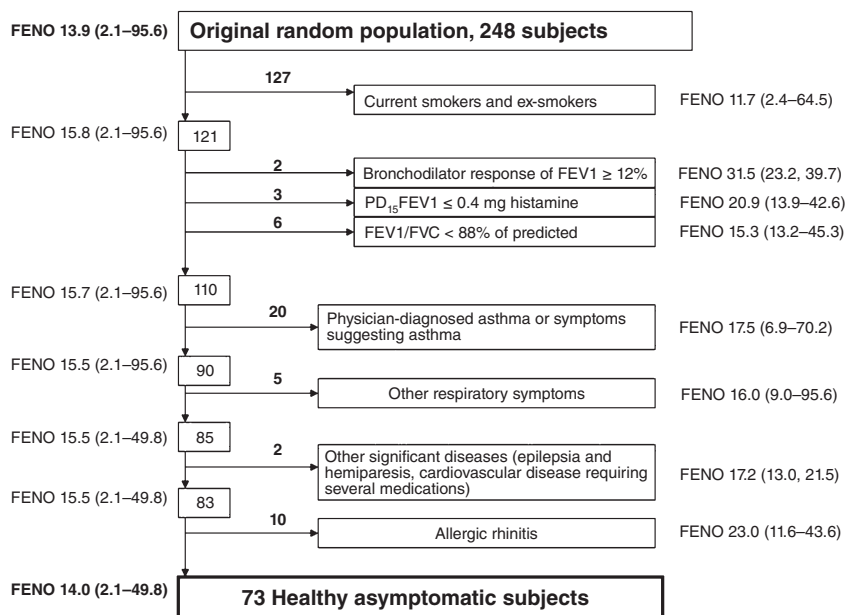 FENO 13.9 (2.1–95.6) Original random population, 248 subjects
127
Current smokers and ex-smokers FENO 11.7 (2.4–64.5)
FENO 15.8 (2.1–95.6) 121
2
Bronchodilator response of FEV1 ≥ 12% FENO 31.5 (23.2, 39.7)
3
PD15FEV1 ≤ 0.4 mg histamine FENO 20.9 (13.9–42.6)
6
FEV1/FVC < 88% of predicted FENO 15.3 (13.2–45.3)
FENO 15.7 (2.1–95.6) 110
20
Physician-diagnosed asthma or symptoms
suggesting asthma
FENO 17.5 (6.9–70.2)
FENO 15.5 (2.1–95.6) 90
5
Other respiratory symptoms FENO 16.0 (9.0–95.6)
FENO 15.5 (2.1–49.8) 85
2
Other significant diseases (epilepsia and
hemiparesis, cardiovascular disease requiring
several medications)
FENO 17.2 (13.0, 21.5)
FENO 15.5 (2.1–49.8) 83
10
Allergic rhinitis FENO 23.0 (11.6–43.6)
FENO 14.0 (2.1–49.8) 73 Healthy asymptomatic subjects